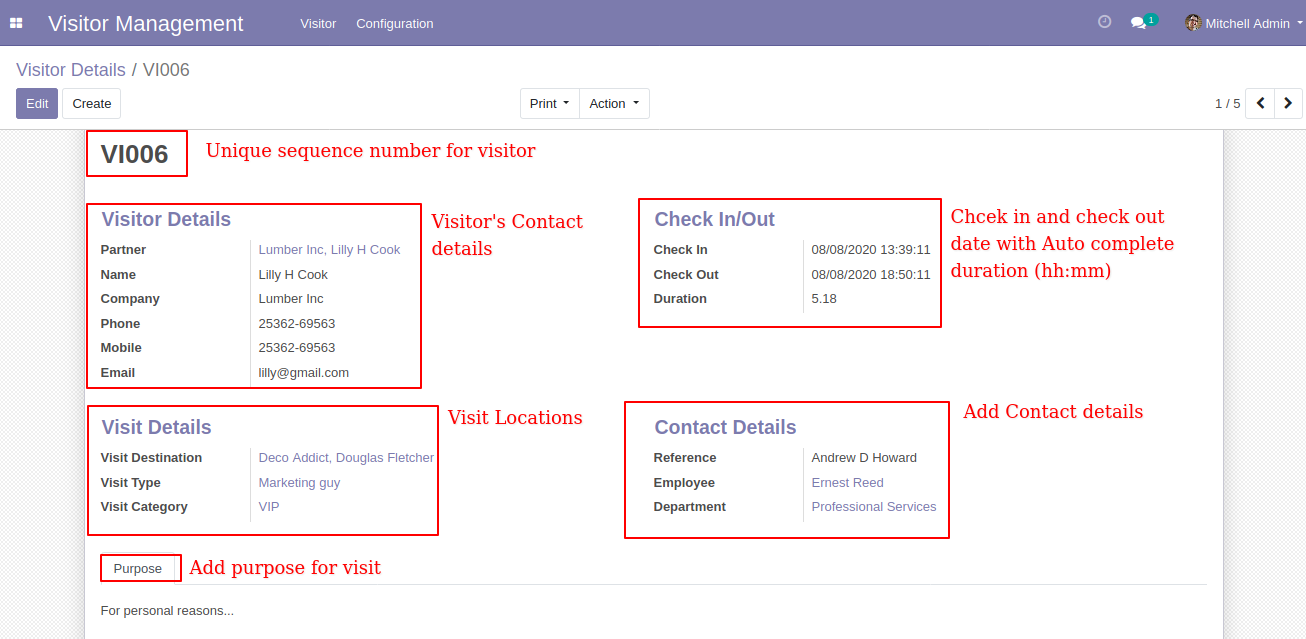 Visitor Management Visitor Configuration 1 Mitchell Admin
Visitor Details / VI006
Edit Create Print Action 1 / 5
VI006 Unique sequence number for visitor
Visitor Details
Partner Lumber Inc, Lilly H Cook
Name Lilly H Cook
Company Lumber Inc
Phone 25362-69563
Mobile 25362-69563
Email lilly@gmail.com
Visitor's Contact
details
Check In/Out
Check In 08/08/2020 13:39:11
Check Out 08/08/2020 18:50:11
Duration 5.18
Chcek in and check out
date with Auto complete
duration (hh:mm)
Visit Details
Visit Destination Deco Addict, Douglas Fletcher
Visit Type Marketing guy
Visit Category VIP
Visit Locations
Contact Details
Reference Andrew D Howard
Employee Ernest Reed
Department Professional Services
Add Contact details
Purpose Add purpose for visit
For personal reasons...